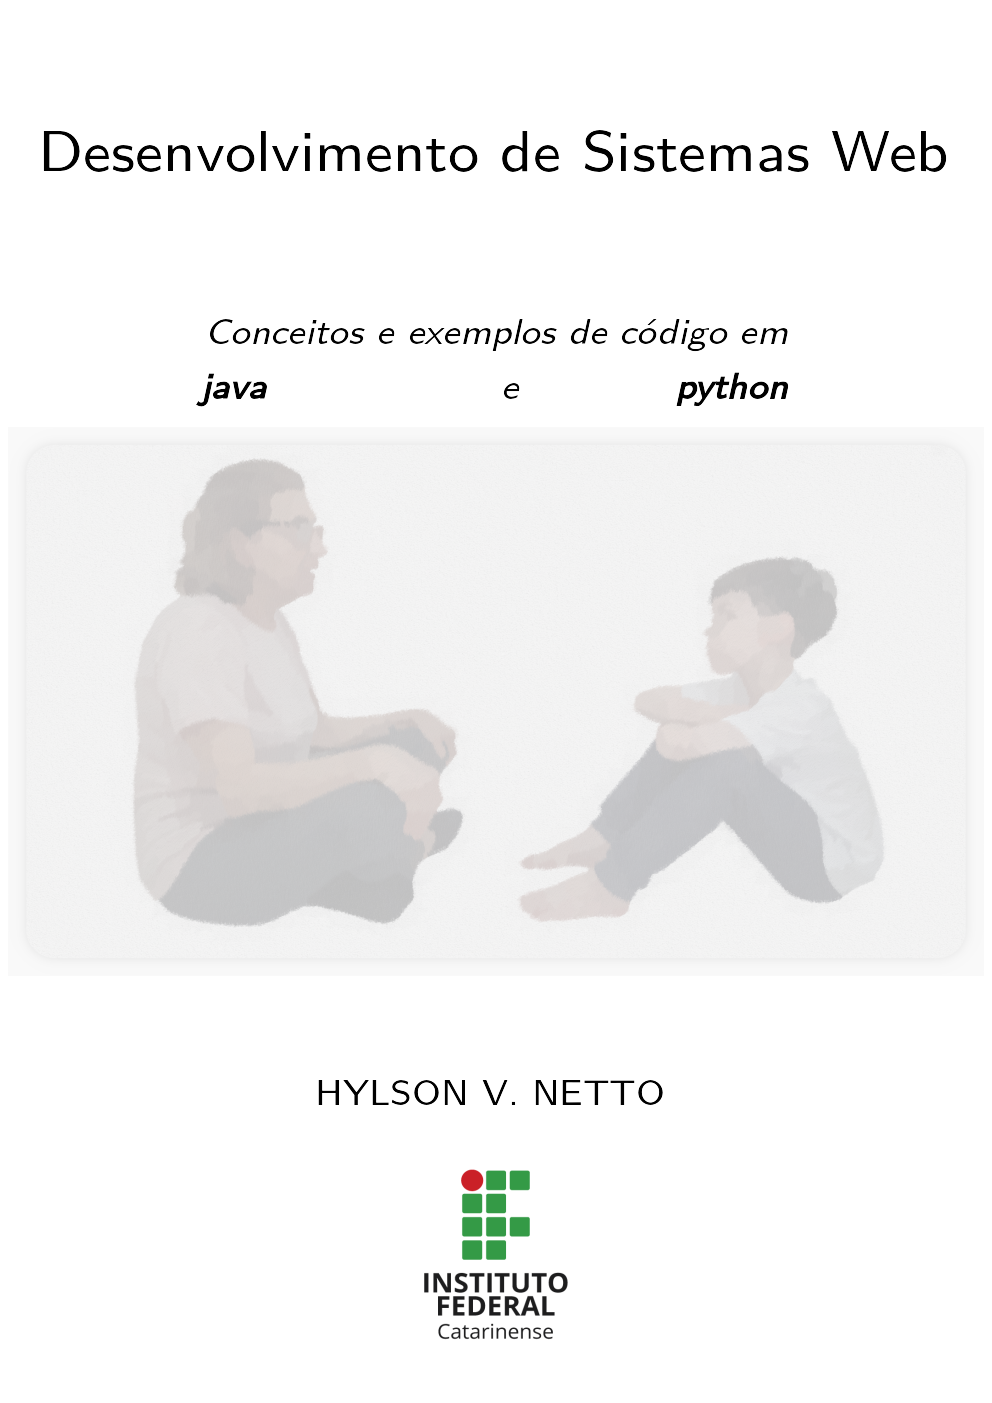 Desenvolvimento de Sistemas Web
Conceitos e exemplos de código em
java e python
HYLSON V. NETTO
INSTITUTO
FEDERAL
Catarinense